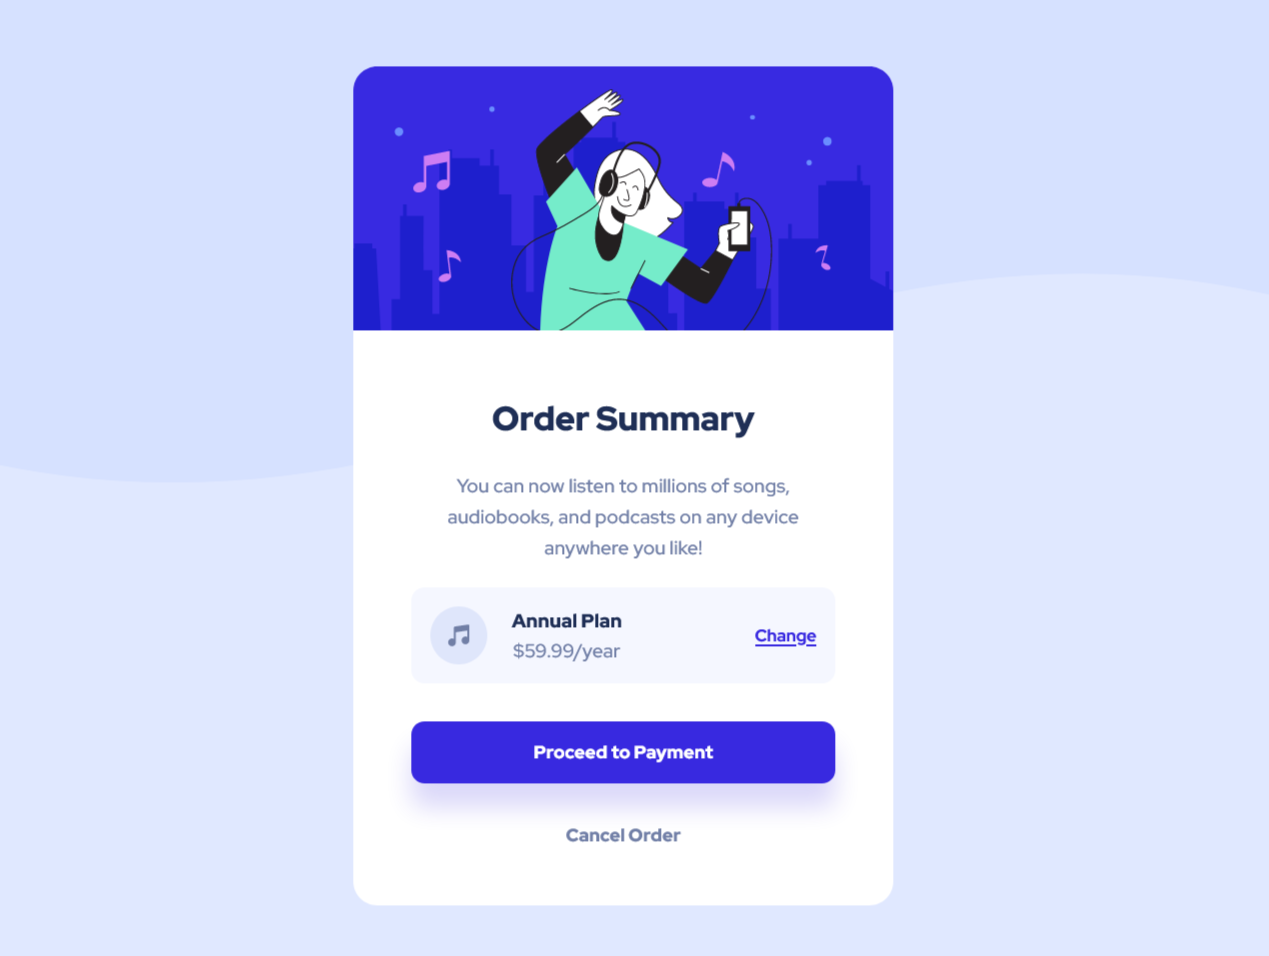 Order Summary
You can now listen to millions of songs,
audiobooks, and podcasts on any device
anywhere you like!
Annual Plan
$59.99/year
Change
Proceed to Payment
Cancel Order